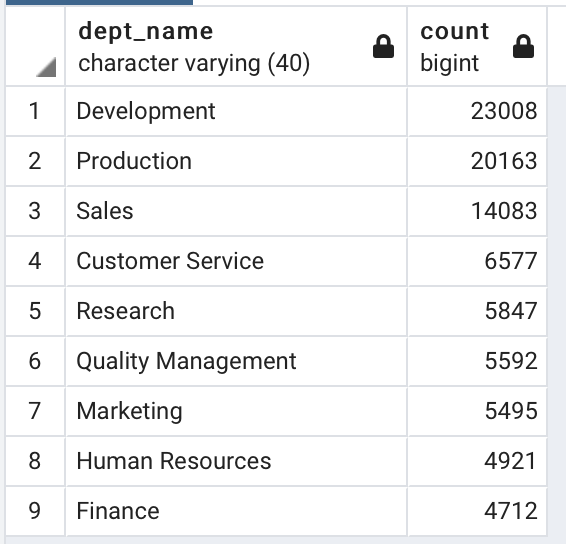 dept_name count
character varying (40) bigint
1 Development 23008
2 Production 20163
3 Sales 14083
4 Customer Service 6577
5 Research 5847
6 Quality Management 5592
7 Marketing 5495
8 Human Resources 4921
9 Finance 4712